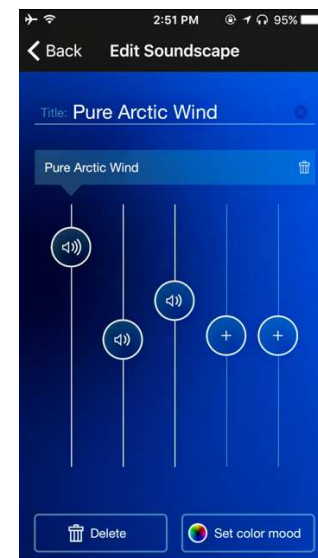 2:51 PM 95%
Back Edit Soundscape
Title: Pure Arctic Wind
Pure Arctic Wind
+ +
Delete Set color mood